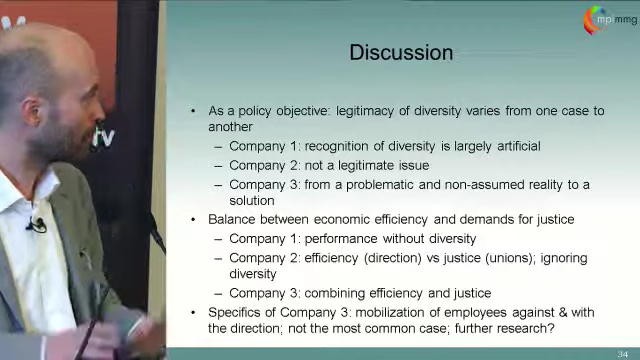 mpi mmg
Discussion
• As a policy objective: legitimacy of diversity varies from one case to
another
– Company 1: recognition of diversity is largely artificial
– Company 2: not a legitimate issue
– Company 3: from a problematic and non-assumed reality to a
solution
• Balance between economic efficiency and demands for justice
– Company 1: performance without diversity
– Company 2: efficiency (direction) vs justice (unions); ignoring
diversity
– Company 3: combining efficiency and justice
• Specifics of Company 3: mobilization of employees against & with
the direction; not the most common case; further research?
34
tv